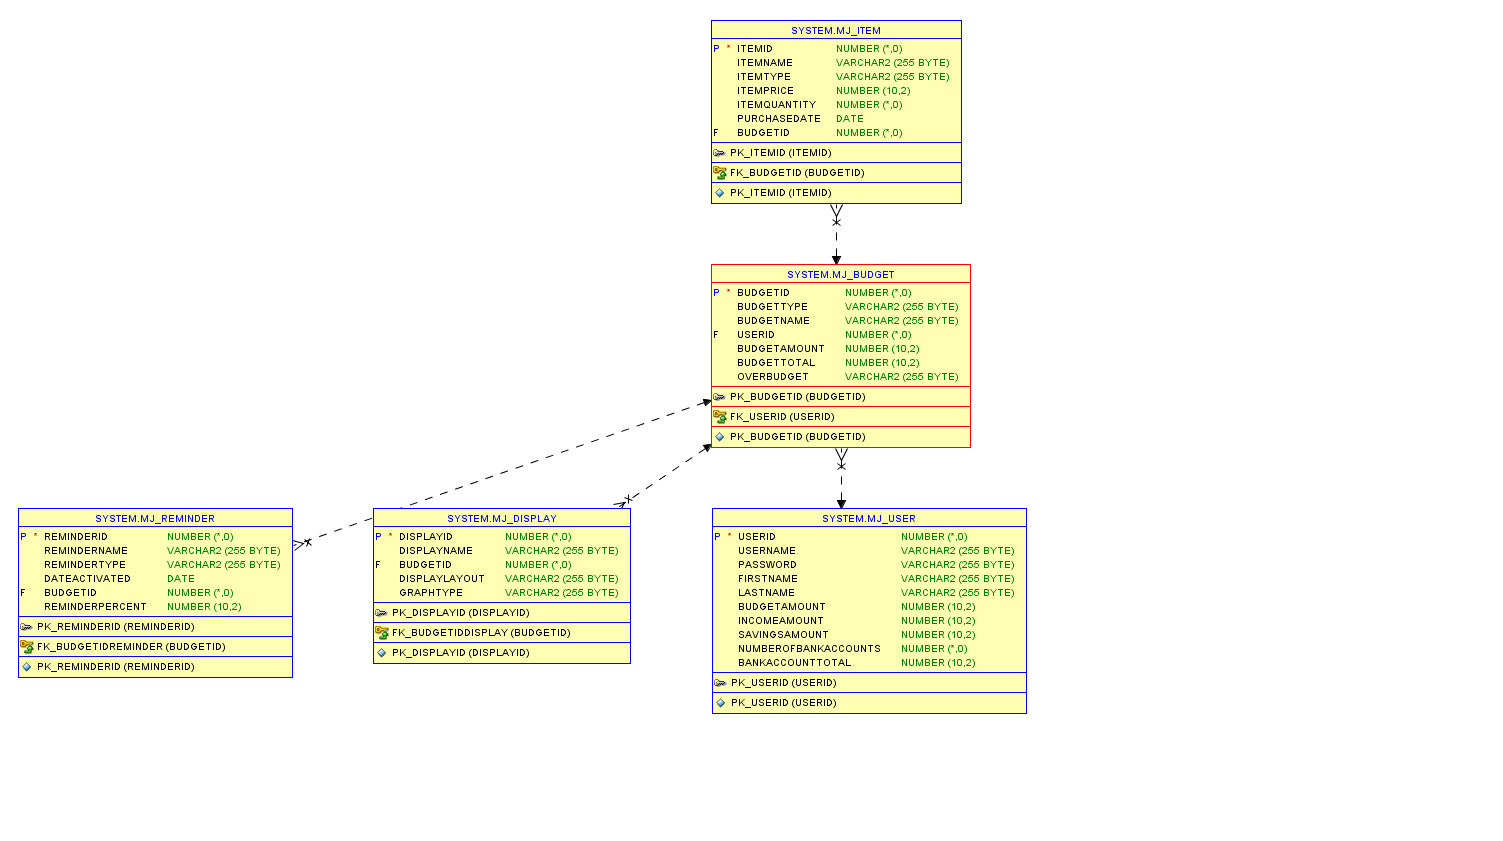 SYSTEM.MJ_ITEM
P * ITEMID NUMBER (*,0)
ITEMNAME VARCHAR2 (255 BYTE)
ITEMTYPE VARCHAR2 (255 BYTE)
ITEMPRICE NUMBER (10,2)
ITEMQUANTITY NUMBER (*,0)
PURCHASEDATE DATE
F BUDGETID NUMBER (*,0)
PK_ITEMID (ITEMID)
FK_BUDGETID (BUDGETID)
PK_ITEMID (ITEMID)
SYSTEM.MJ_BUDGET
P * BUDGETID NUMBER (*,0)
BUDGETTYPE VARCHAR2 (255 BYTE)
BUDGETNAME VARCHAR2 (255 BYTE)
F USERID NUMBER (*,0)
BUDGETAMOUNT NUMBER (10,2)
BUDGETTOTAL NUMBER (10,2)
OVERBUDGET VARCHAR2 (255 BYTE)
PK_BUDGETID (BUDGETID)
FK_USERID (USERID)
PK_BUDGETID (BUDGETID)
SYSTEM.MJ_REMINDER
P * REMINDERID NUMBER (*,0)
REMINDERNAME VARCHAR2 (255 BYTE)
REMINDERTYPE VARCHAR2 (255 BYTE)
DATEACTIVATED DATE
F BUDGETID NUMBER (*,0)
REMINDERPERCENT NUMBER (10,2)
PK_REMINDERID (REMINDERID)
FK_BUDGETIDREMINDER (BUDGETID)
PK_REMINDERID (REMINDERID)
SYSTEM.MJ_DISPLAY
P * DISPLAYID NUMBER (*,0)
DISPLAYNAME VARCHAR2 (255 BYTE)
F BUDGETID NUMBER (*,0)
DISPLAYLAYOUT VARCHAR2 (255 BYTE)
GRAPHTYPE VARCHAR2 (255 BYTE)
PK_DISPLAYID (DISPLAYID)
FK_BUDGETIDDISPLAY (BUDGETID)
PK_DISPLAYID (DISPLAYID)
SYSTEM.MJ_USER
P * USERID NUMBER (*,0)
USERNAME VARCHAR2 (255 BYTE)
PASSWORD VARCHAR2 (255 BYTE)
FIRSTNAME VARCHAR2 (255 BYTE)
LASTNAME VARCHAR2 (255 BYTE)
BUDGETAMOUNT NUMBER (10,2)
INCOMEAMOUNT NUMBER (10,2)
SAVINGSAMOUNT NUMBER (10,2)
NUMBEROFBANKACCOUNTS NUMBER (*,0)
BANKACCOUNTTOTAL NUMBER (10,2)
PK_USERID (USERID)
PK_USERID (USERID)